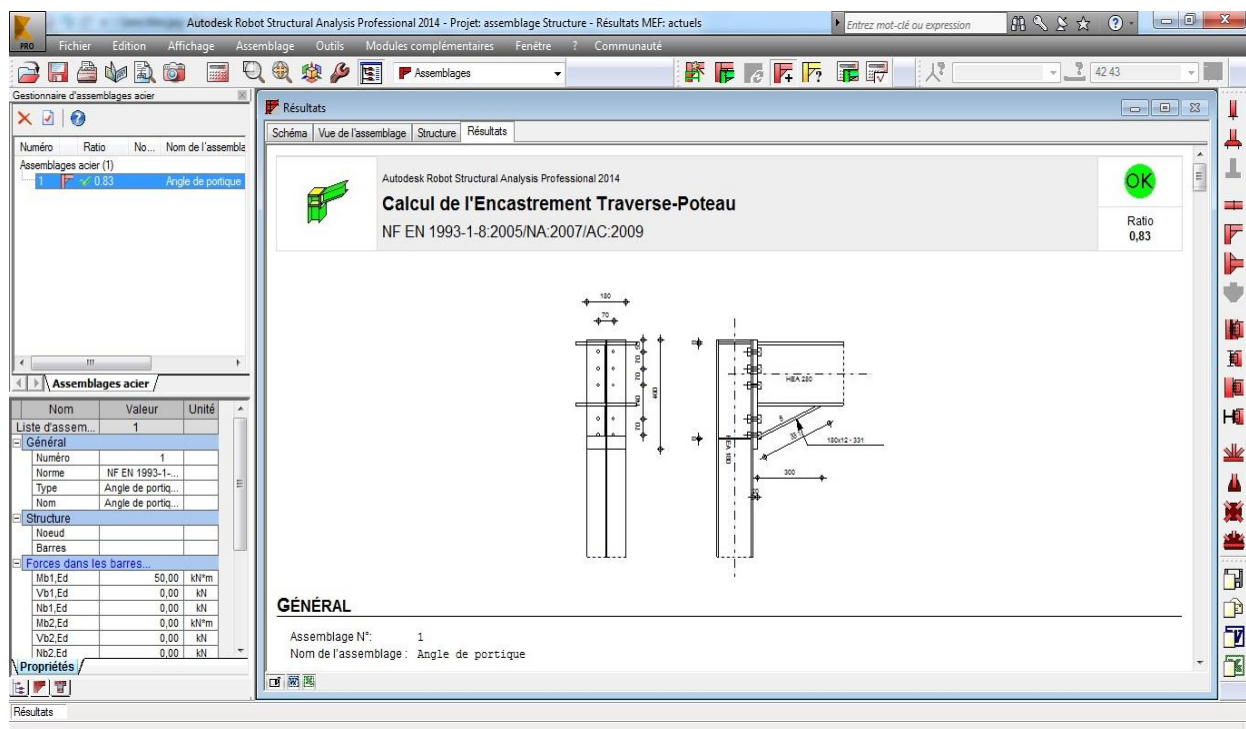 Autodesk Robot Structural Analysis Professional 2014 - Projet: assemblage Structure - Résultats MEF: actuels
Entrez mot-clé ou expression
PRO
Fichier Edition Affichage Assemblage Outils Modules complémentaires Fenêtre ? Communauté
Assemblages
42 43
Gestionnaire d'assemblages acier
Numéro Ratio No... Nom de l'assembla
Assemblages acier (1)
1 0.83 Angle de portique
Assemblages acier
Nom Valeur Unité
Liste d'assem... 1
Général
Numéro 1
Norme NF EN 1993-1-...
Type Angle de portiq...
Nom Angle de portiq...
Structure
Noeud
Barres
Forces dans les barres...
Mb1,Ed 50,00 kN*m
Vb1,Ed 0,00 kN
Nb1,Ed 0,00 kN
Mb2,Ed 0,00 kN*m
Vb2,Ed 0,00 kN
Nb2,Ed 0,00 kN
Propriétés
Résultats
Résultats
Schéma Vue de l'assemblage Structure Résultats
Autodesk Robot Structural Analysis Professional 2014
Calcul de l'Encastrement Traverse-Poteau
NF EN 1993-1-8:2005/NA:2007/AC:2009
OK
Ratio
0,83
180
70
70
70
70
600
HEA 280
HEA 180
180x12 - 331
300
GÉNÉRAL
Assemblage N°: 1
Nom de l'assemblage : Angle de portique